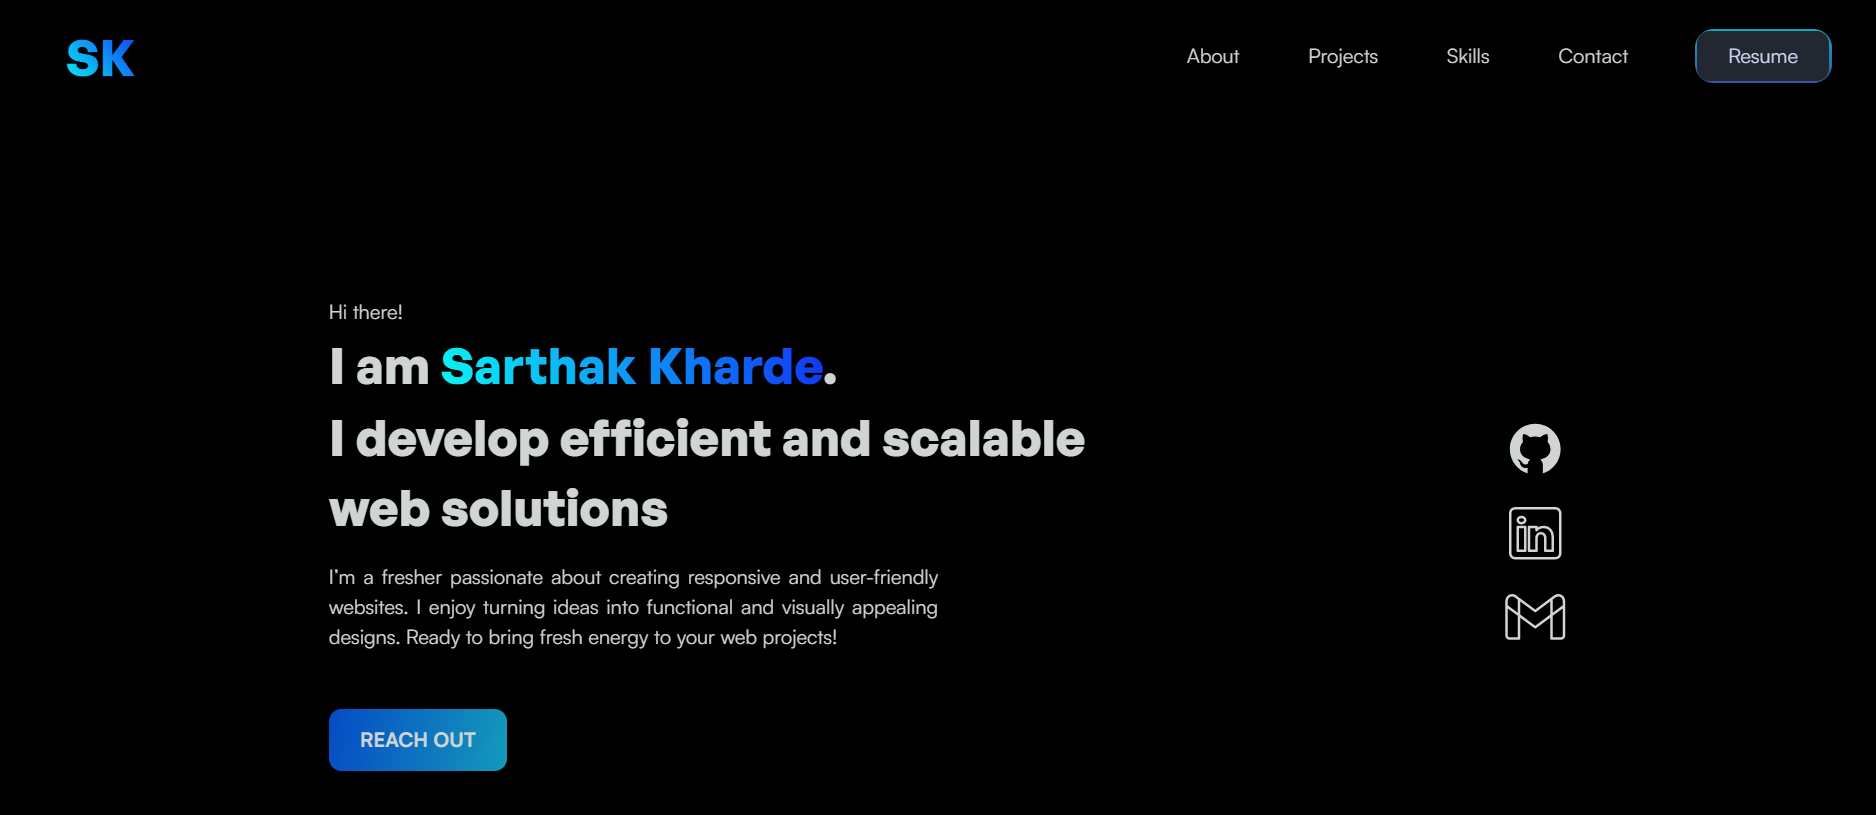 SK
About Projects Skills Contact Resume
Hi there!
I am Sarthak Kharde.
I develop efficient and scalable
web solutions
I’m a fresher passionate about creating responsive and user-friendly
websites. I enjoy turning ideas into functional and visually appealing
designs. Ready to bring fresh energy to your web projects!
in
REACH OUT